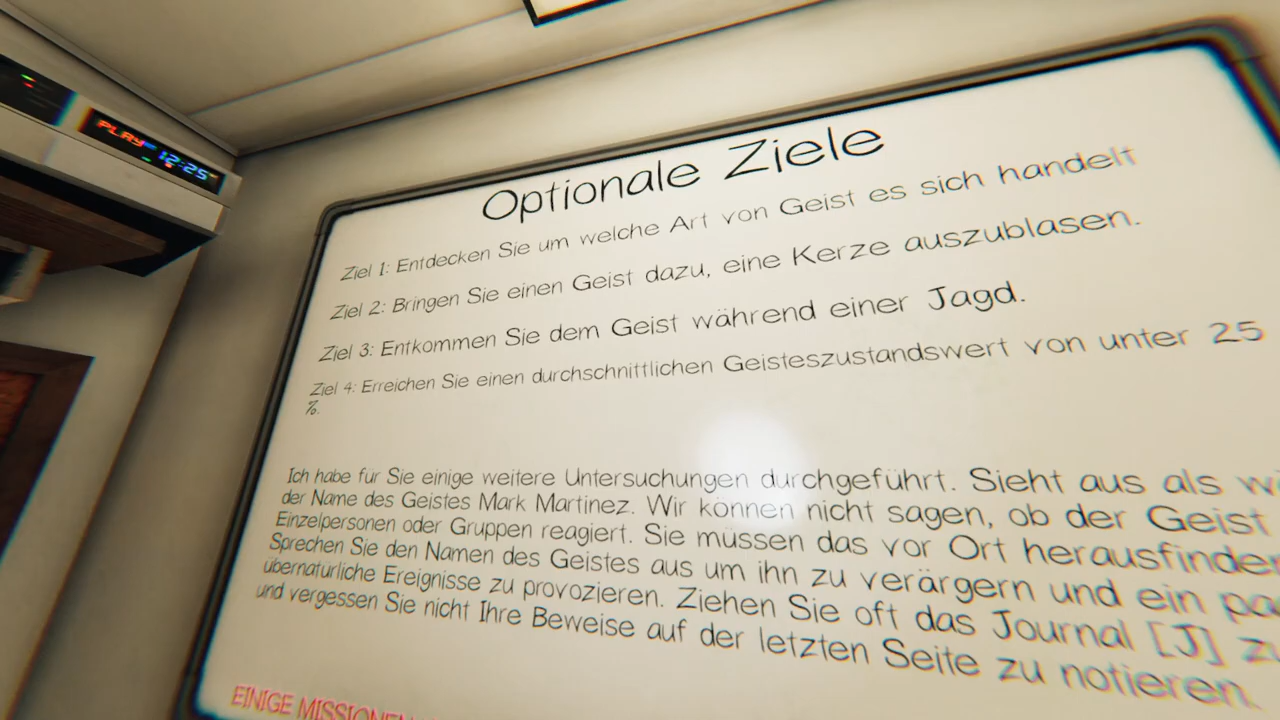 PLAY 12:25
Optionale Ziele
Ziel 1: Entdecken Sie um welche Art von Geist es sich handelt
Ziel 2: Bringen Sie einen Geist dazu, eine Kerze auszublasen.
Ziel 3: Entkommen Sie dem Geist während einer Jagd.
Ziel 4: Erreichen Sie einen durchschnittlichen Geisteszustandswert von unter 25
%.
Ich habe für Sie einige weitere Untersuchungen durchgeführt. Sieht aus als
der Name des Geistes Mark Martinez. Wir können nicht sagen, ob der Geist
Einzelpersonen oder Gruppen reagiert. Sie müssen das vor Ort herausfinden
Sprechen Sie den Namen des Geistes aus um ihn zu verärgern und ein
übernatürliche Ereignisse zu provozieren. Ziehen Sie oft das Journal [J]
und vergessen Sie nicht Ihre Beweise auf der letzten Seite zu notieren.
EINIGE MISSIONEN